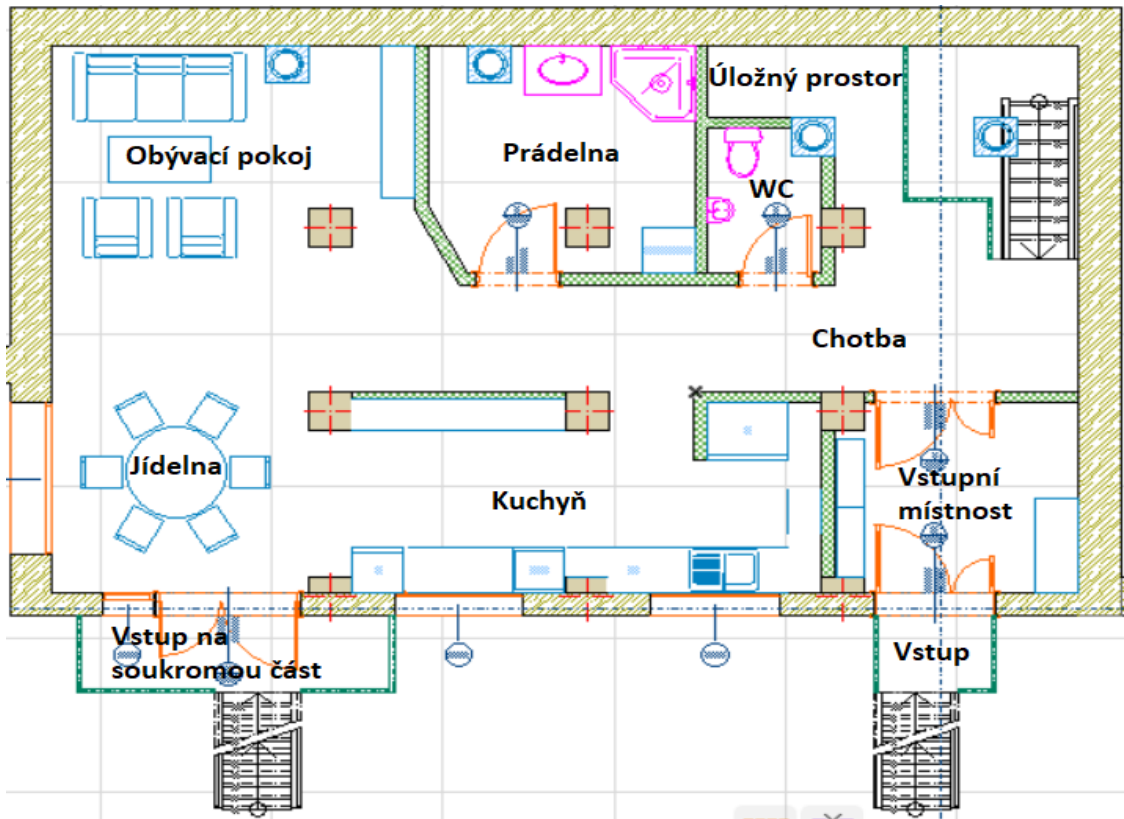 Úložný prostor
Obývací pokoj
Prádelna
WC
Chotba
Jídelna
Kuchyň
Vstupní
místnost
Vstup na
soukromou část
Vstup